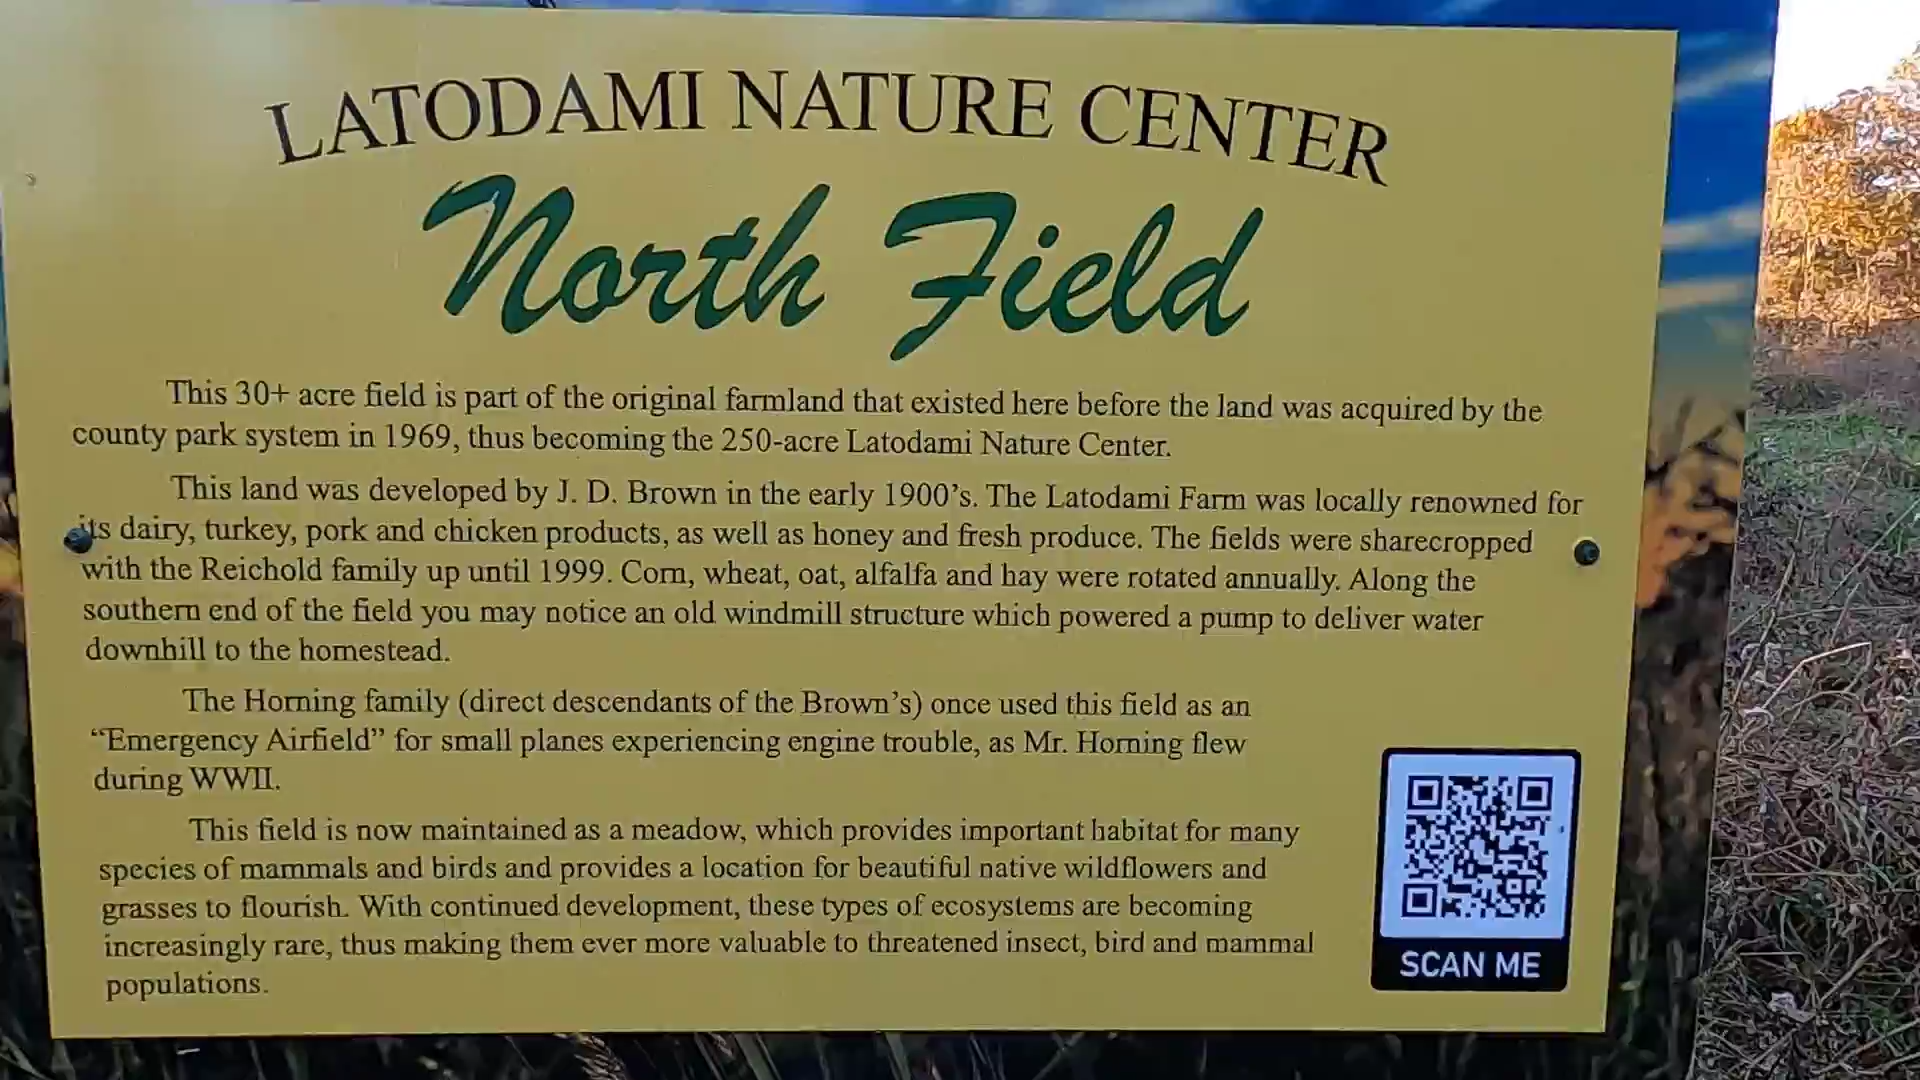 LATODAMI NATURE CENTER
North Field
This 30+ acre field is part of the original farmland that existed here before the land was acquired by the
county park system in 1969, thus becoming the 250-acre Latodami Nature Center.
This land was developed by J. D. Brown in the early 1900's. The Latodami Farm was locally renowned for
its dairy, turkey, pork and chicken products, as well as honey and fresh produce. The fields were sharecropped
with the Reichold family up until 1999. Corn, wheat, oat, alfalfa and hay were rotated annually. Along the
southern end of the field you may notice an old windmill structure which powered a pump to deliver water
downhill to the homestead.
The Horning family (direct descendants of the Brown's) once used this field as an
“Emergency Airfield” for small planes experiencing engine trouble, as Mr. Horning flew
during WWII.
This field is now maintained as a meadow, which provides important habitat for many
species of mammals and birds and provides a location for beautiful native wildflowers and
grasses to flourish. With continued development, these types of ecosystems are becoming
increasingly rare, thus making them ever more valuable to threatened insect, bird and mammal
populations.
SCAN ME